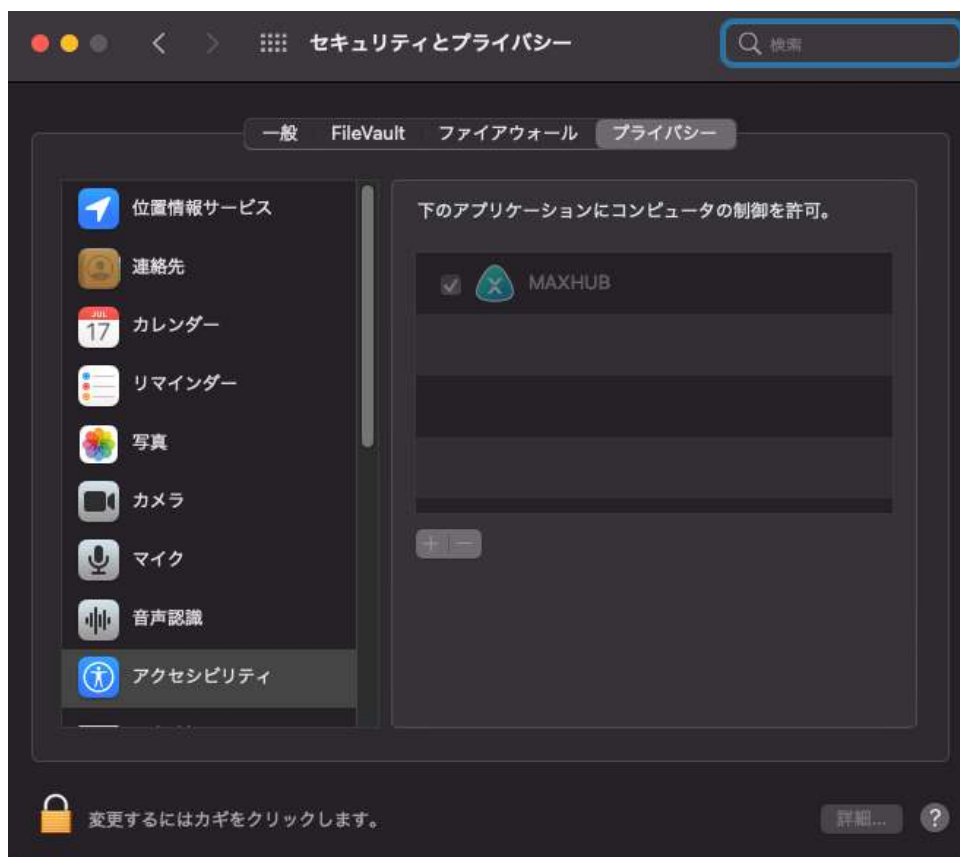 セキュリティとプライバシー
検索
一般 FileVault ファイアウォール プライバシー
位置情報サービス
連絡先
JUL
17
カレンダー
リマインダー
写真
カメラ
マイク
音声認識
アクセシビリティ
下のアプリケーションにコンピュータの制御を許可。
MAXHUB
+ −
変更するにはカギをクリックします。
詳細...
?